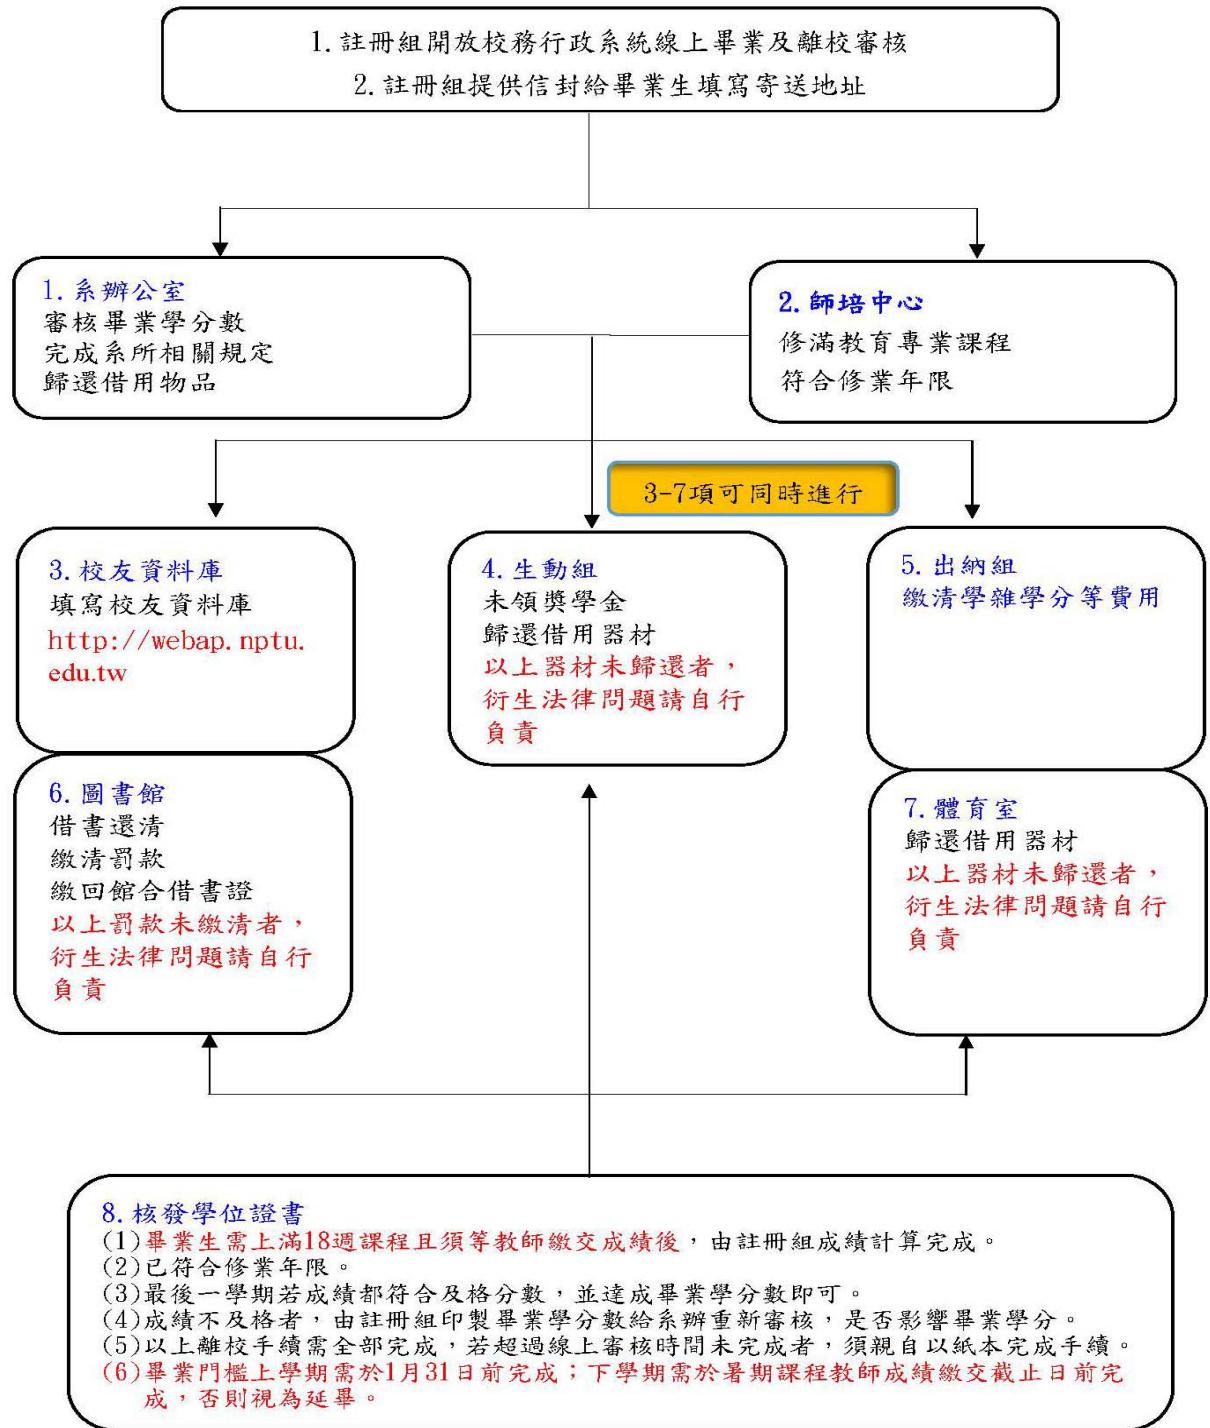 1.註冊組開放校務行政系統線上畢業及離校審核
2.註冊組提供信封給畢業生填寫寄送地址
1.系辦公室
審核畢業學分數
完成系所相關規定
歸還借用物品
2.師培中心
修滿教育專業課程
符合修業年限
3-7項可同時進行
3.校友資料庫
填寫校友資料庫
http://webap.nptu.
edu.tw
4.生動組
未領獎學金
歸還借用器材
以上器材未歸還者，
衍生法律問題請自行
負責
5.出納組
繳清學雜學分等費用
6.圖書館
借書還清
繳清罰款
繳回館合借書證
以上罰款未繳清者，
衍生法律問題請自行
負責
7.體育室
歸還借用器材
以上器材未歸還者，
衍生法律問題請自行
負責
8.核發學位證書
(1)畢業生需上滿18週課程且須等教師繳交成績後，由註冊組成績計算完成。
(2)已符合修業年限。
(3)最後一學期若成績都符合及格分數，並達成畢業學分數即可。
(4)成績不及格者，由註冊組印製畢業學分數給系辦重新審核，是否影響畢業學分。
(5)以上離校手續需全部完成，若超過線上審核時間未完成者，須親自以紙本完成手續。
(6)畢業門檻上學期需於1月31日前完成；下學期需於暑期課程教師成績繳交截止日前完
成，否則視為延畢。